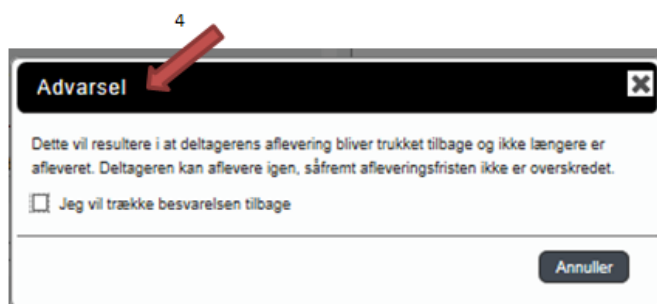 4
Advarsel
Dette vil resultere i at deltagerens aflevering bliver trukket tilbage og ikke længere er
afleveret. Deltageren kan aflevere igen, såfremt afleveringsfristen ikke er overskredet.
Jeg vil trække besvarelsen tilbage
Annuller